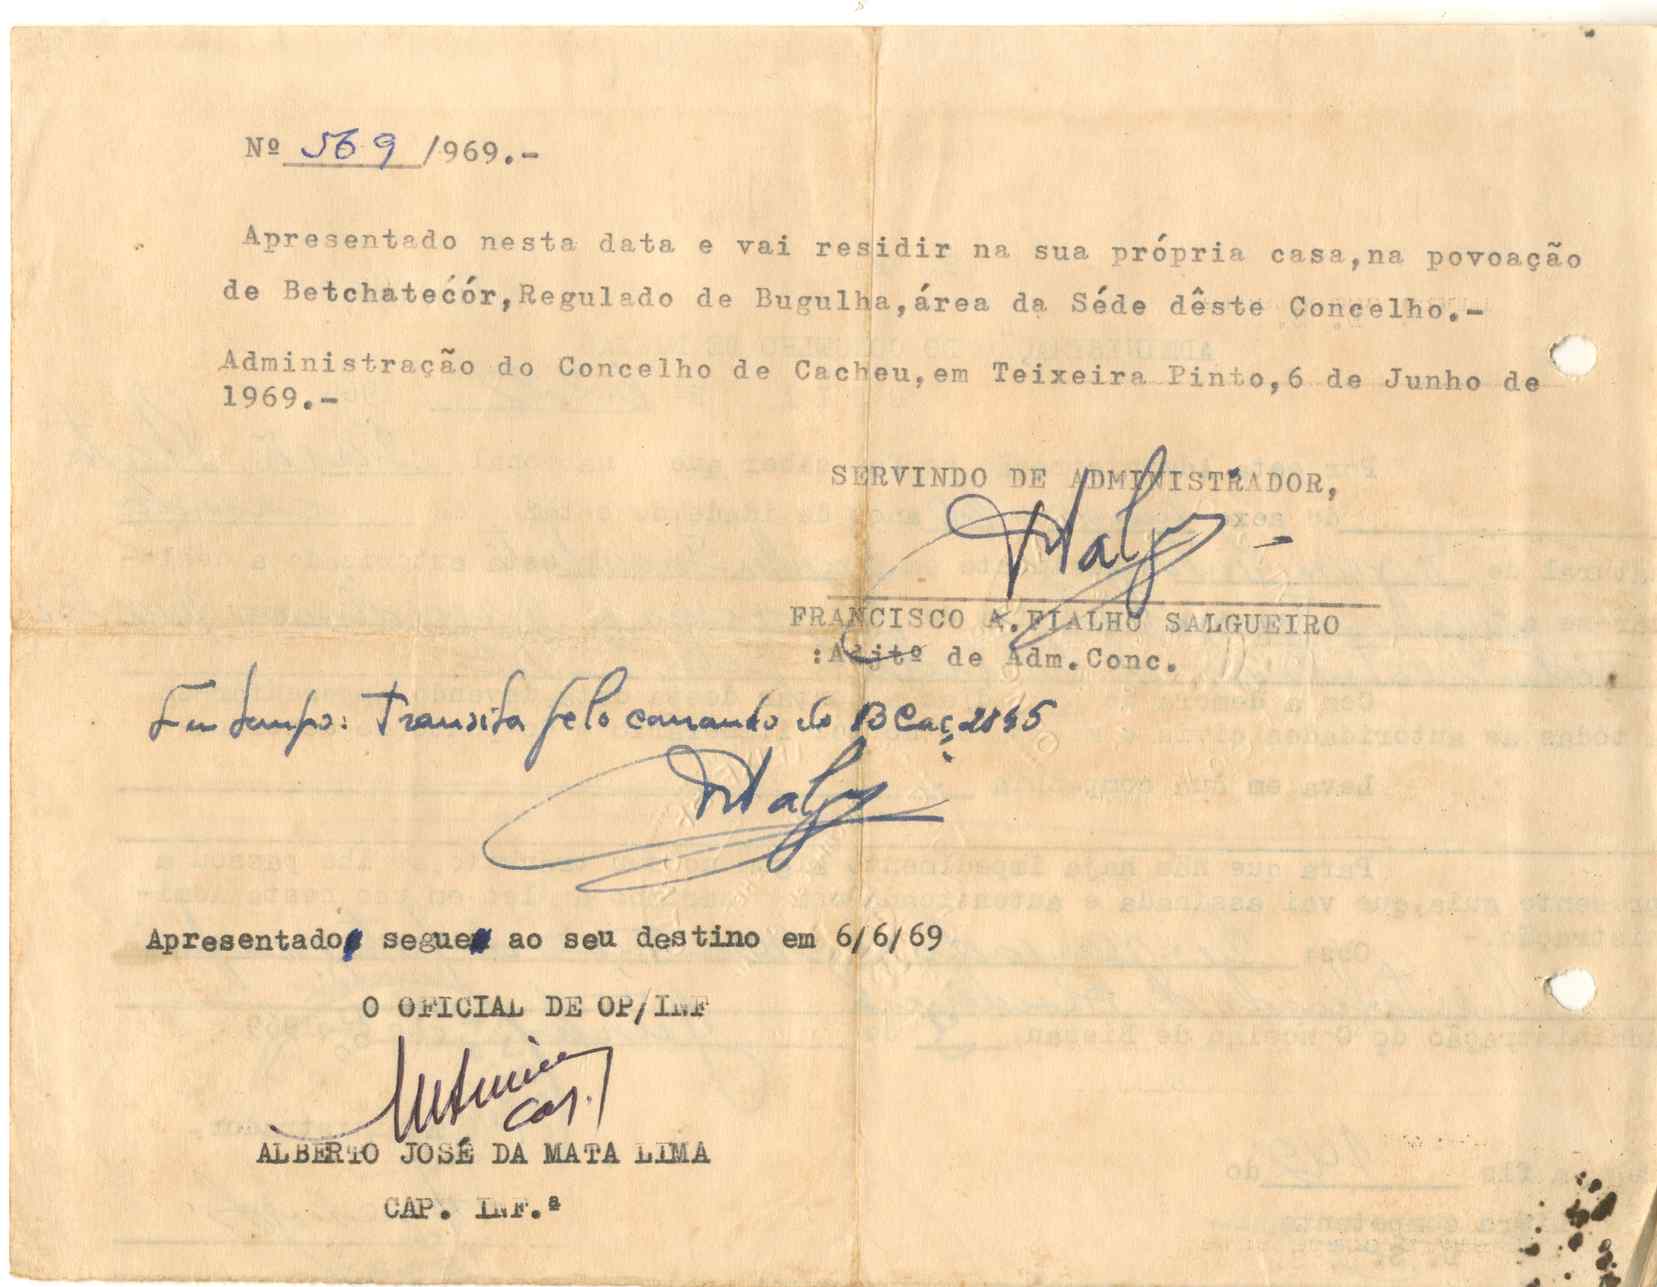 Nº 569 /969.-
Apresentado nesta data e vai residir na sua própria casa,na povoação
de Betchatecór,Regulado de Bugulha,área da Séde dêste Concelho.-
Administração do Concelho de Cacheu,em Teixeira Pinto,6 de Junho de
1969.-
SERVINDO DE ADMINISTRADOR,
FRANCISCO A.FIALHO SALGUEIRO
:Adjtº de Adm.Conc.
Em tempo: Transita pelo comando do BCaç 2845
Apresentado segue ao seu destino em 6/6/69
O OFICIAL DE OP/INF
Cap.
ALBERTO JOSÉ DA MATA LIMA
CAP. INF.ª